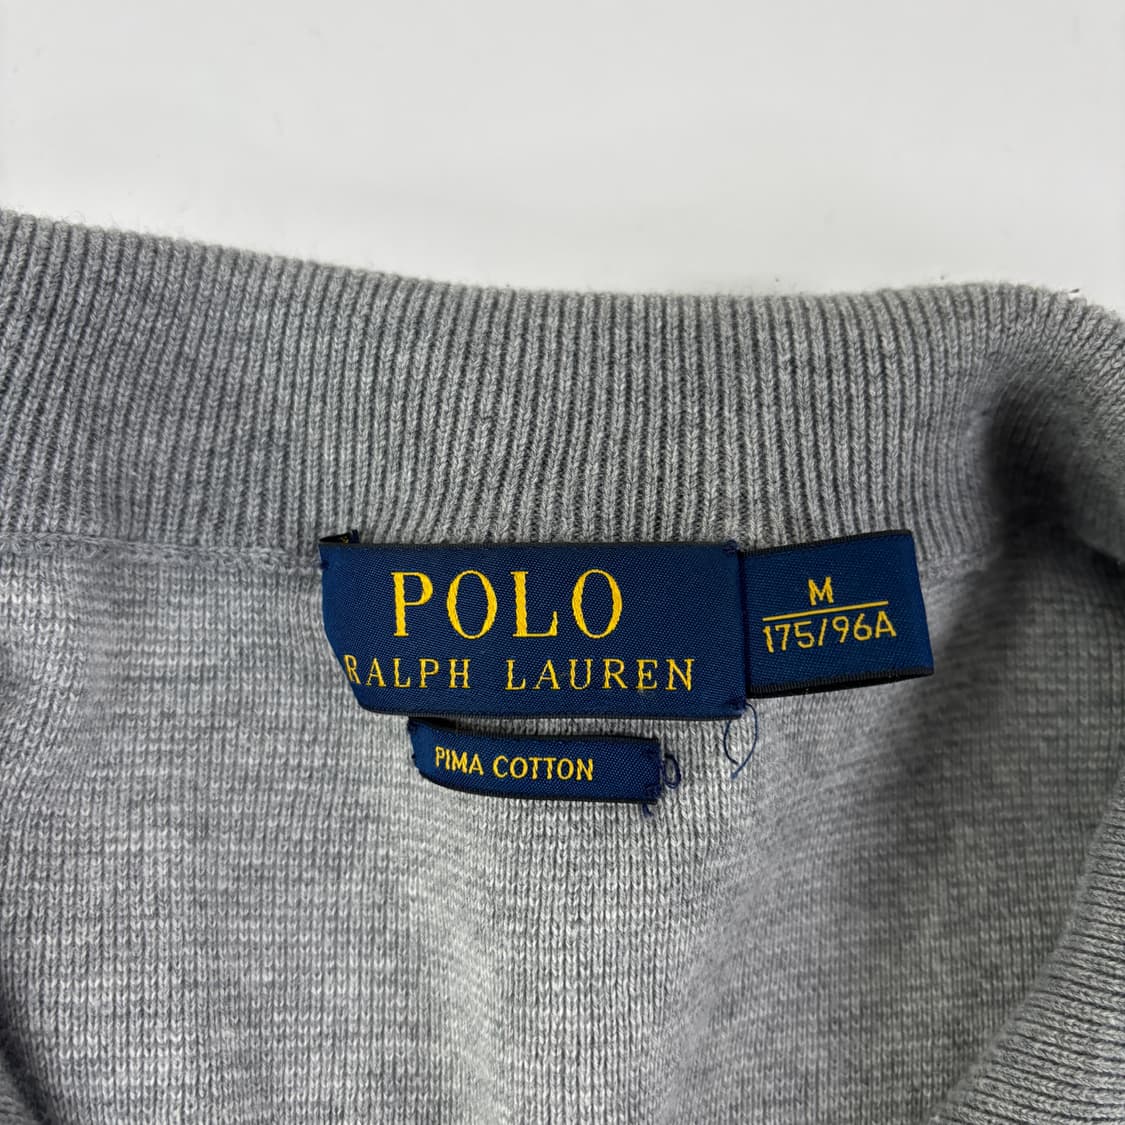 POLO
RALPH LAUREN
M
175/96A
PIMA COTTON